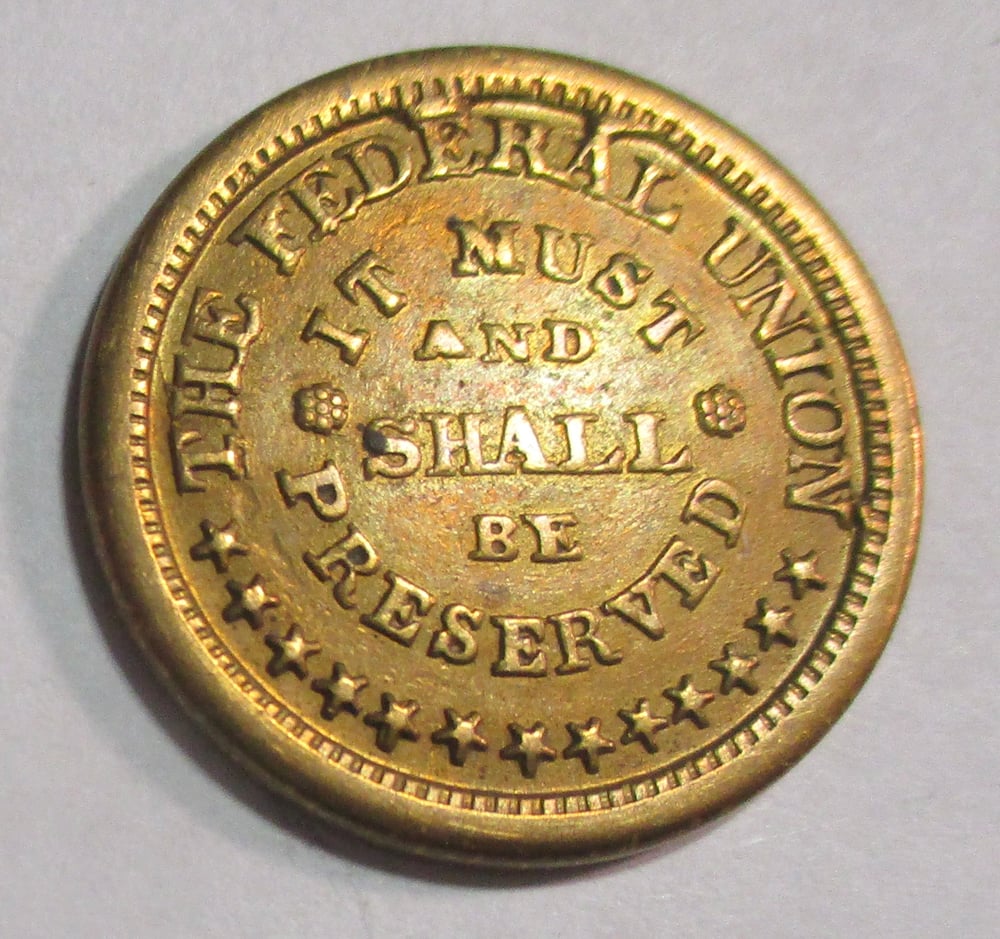 THE FEDERAL UNION
IT MUST
AND
SHALL
BE
PRESERVED